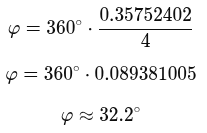 φ = 360° · 0.35752402 / 4
φ = 360° · 0.089381005
φ ≈ 32.2°